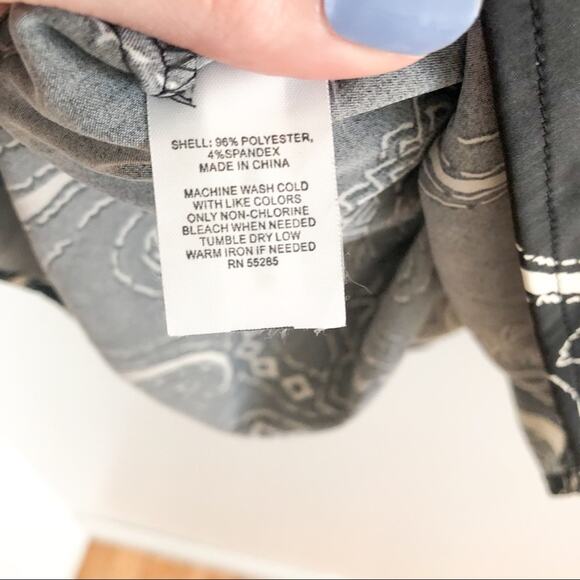 SHELL: 96% POLYESTER,
4%SPANDEX
MADE IN CHINA
MACHINE WASH COLD
WITH LIKE COLORS
ONLY NON-CHLORINE
BLEACH WHEN NEEDED
TUMBLE DRY LOW
WARM IRON IF NEEDED
RN 55285